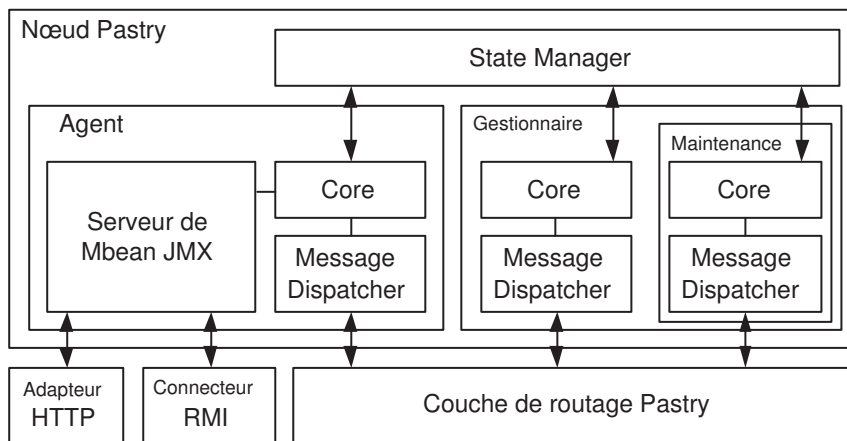 Nœud Pastry
State Manager
Agent
Gestionnaire
Maintenance
Serveur de
Mbean JMX
Core
Core
Core
Message
Dispatcher
Message
Dispatcher
Message
Dispatcher
Adapteur
HTTP
Connecteur
RMI
Couche de routage Pastry